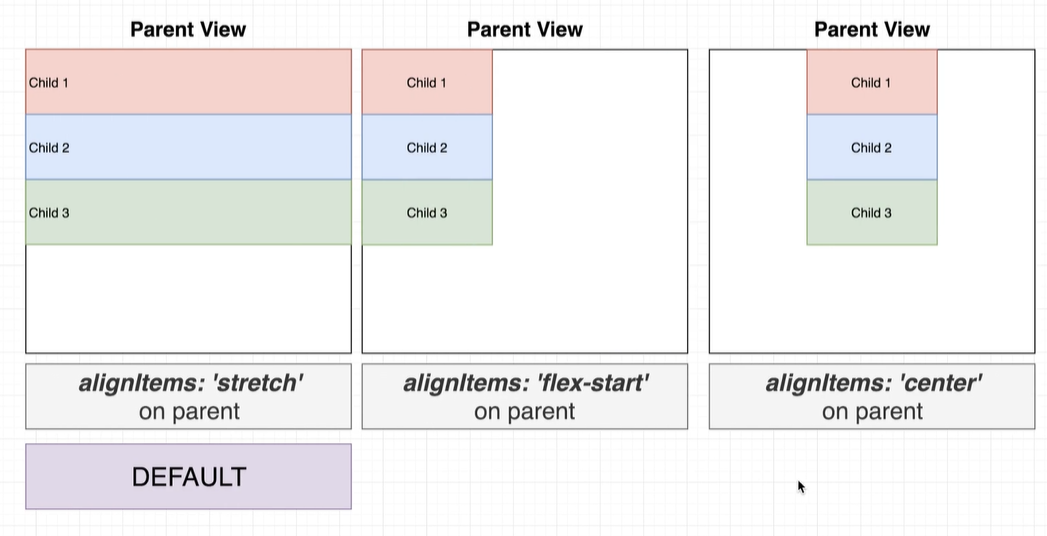 Parent View
Child 1
Child 2
Child 3
alignItems: 'stretch'
on parent
DEFAULT
Parent View
Child 1
Child 2
Child 3
alignItems: 'flex-start'
on parent
Parent View
Child 1
Child 2
Child 3
alignItems: 'center'
on parent